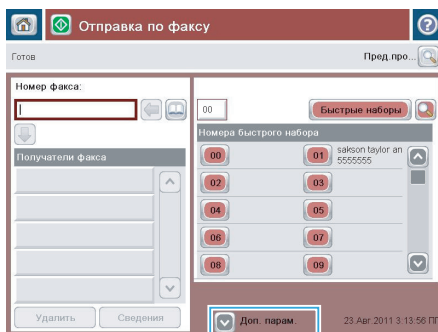 Отправка по факсу
Готов
Пред.про...
Номер факса:
00
Быстрые наборы
Номера быстрого набора
Получатели факса
00
01 sakson taylor an
5555555
02
03
04
05
06
07
08
09
Удалить
Сведения
Доп. парам.
23.Авг 2011 3:13:56 ПП